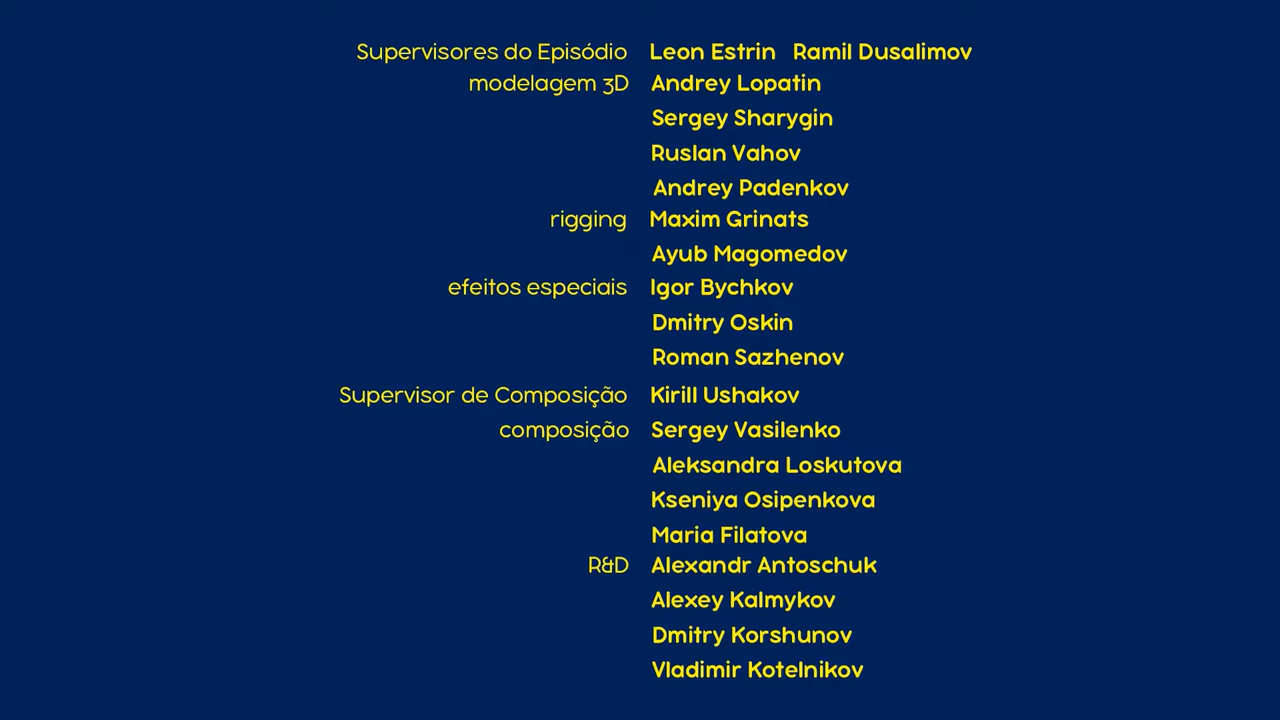 Supervisores do Episódio Leon Estrin Ramil Dusalimov
modelagem 3D Andrey Lopatin
Sergey Sharygin
Ruslan Vahov
Andrey Padenkov
rigging Maxim Grinats
Ayub Magomedov
efeitos especiais Igor Bychkov
Dmitry Oskin
Roman Sazhenov
Supervisor de Composição Kirill Ushakov
composição Sergey Vasilenko
Aleksandra Loskutova
Kseniya Osipenkova
Maria Filatova
R&D Alexandr Antoschuk
Alexey Kalmykov
Dmitry Korshunov
Vladimir Kotelnikov